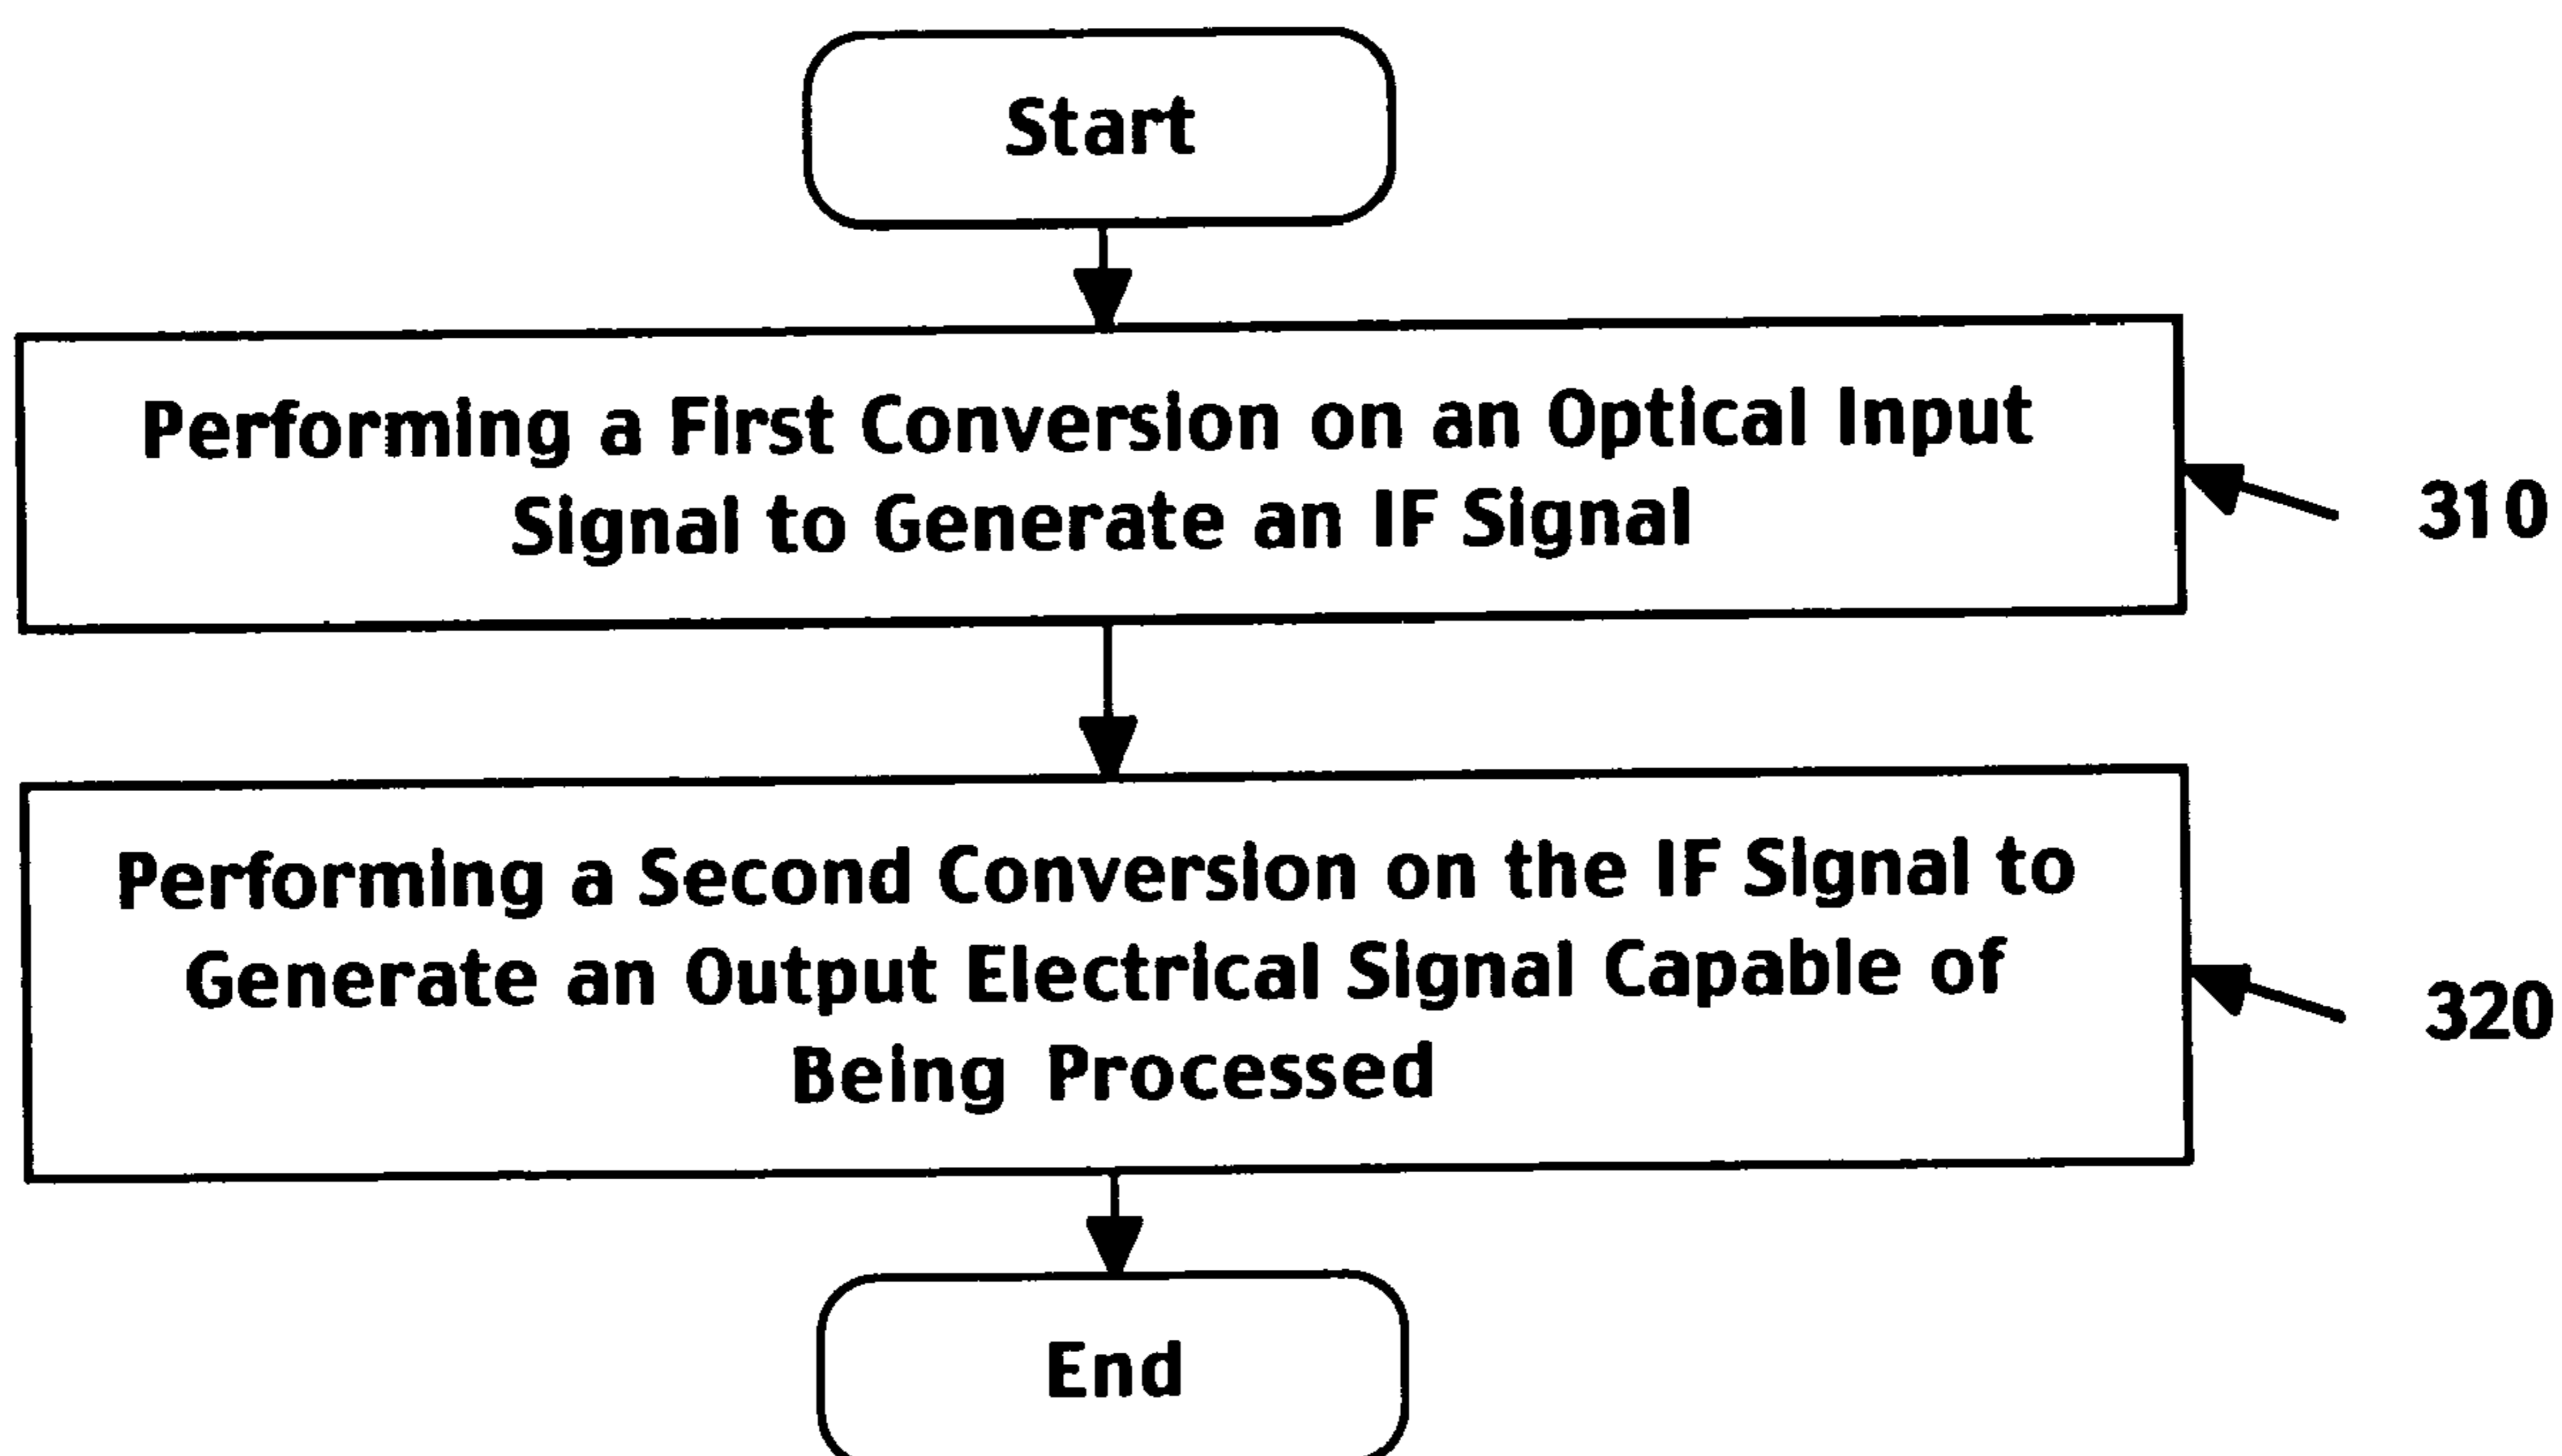 Start
Performing a First Conversion on an Optical Input
Signal to Generate an IF Signal
310
Performing a Second Conversion on the IF Signal to
Generate an Output Electrical Signal Capable of
Being Processed
320
End